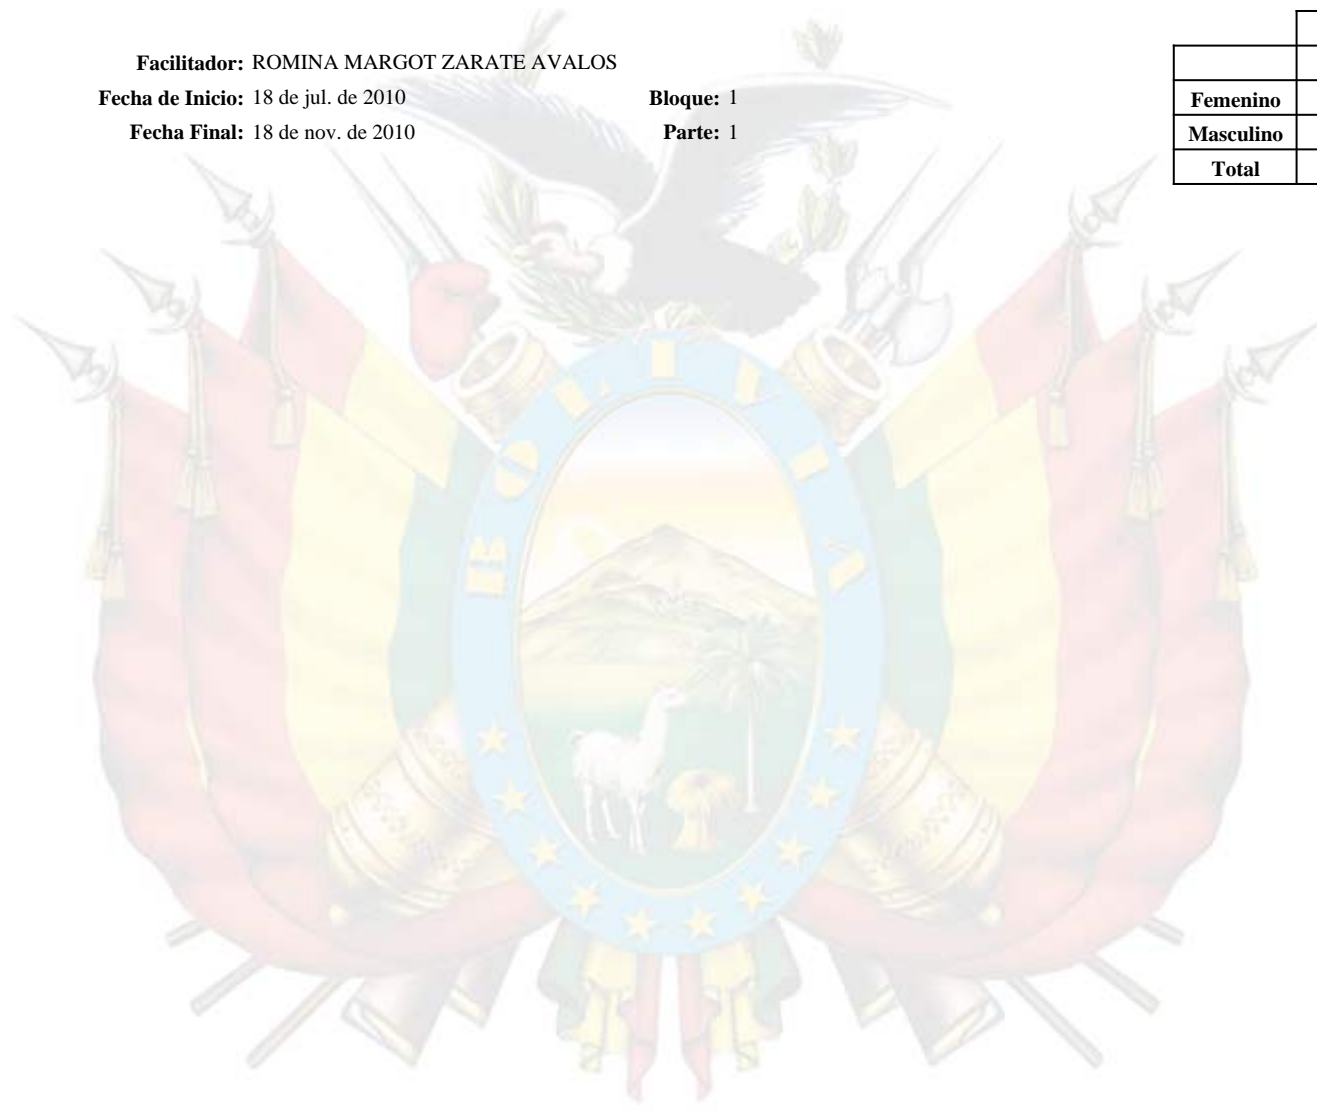 Facilitador: ROMINA MARGOT ZARATE AVALOS
Fecha de Inicio: 18 de jul. de 2010 Bloque: 1
Fecha Final: 18 de nov. de 2010 Parte: 1
Femenino
Masculino
Total
BOLIVIA